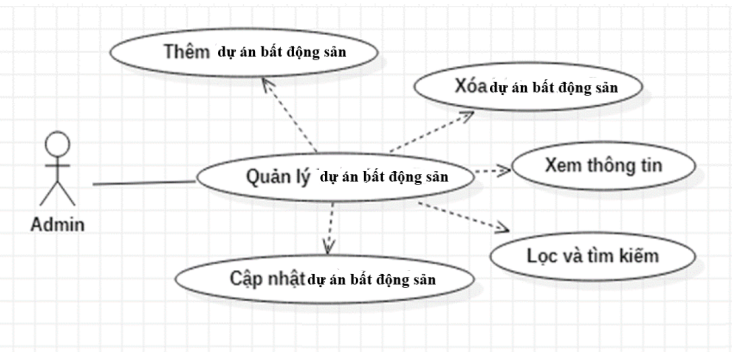 Thêm dự án bất động sản
Xóa dự án bất động sản
Xem thông tin
Quản lý dự án bất động sản
Admin
Lọc và tìm kiếm
Cập nhật dự án bất động sản